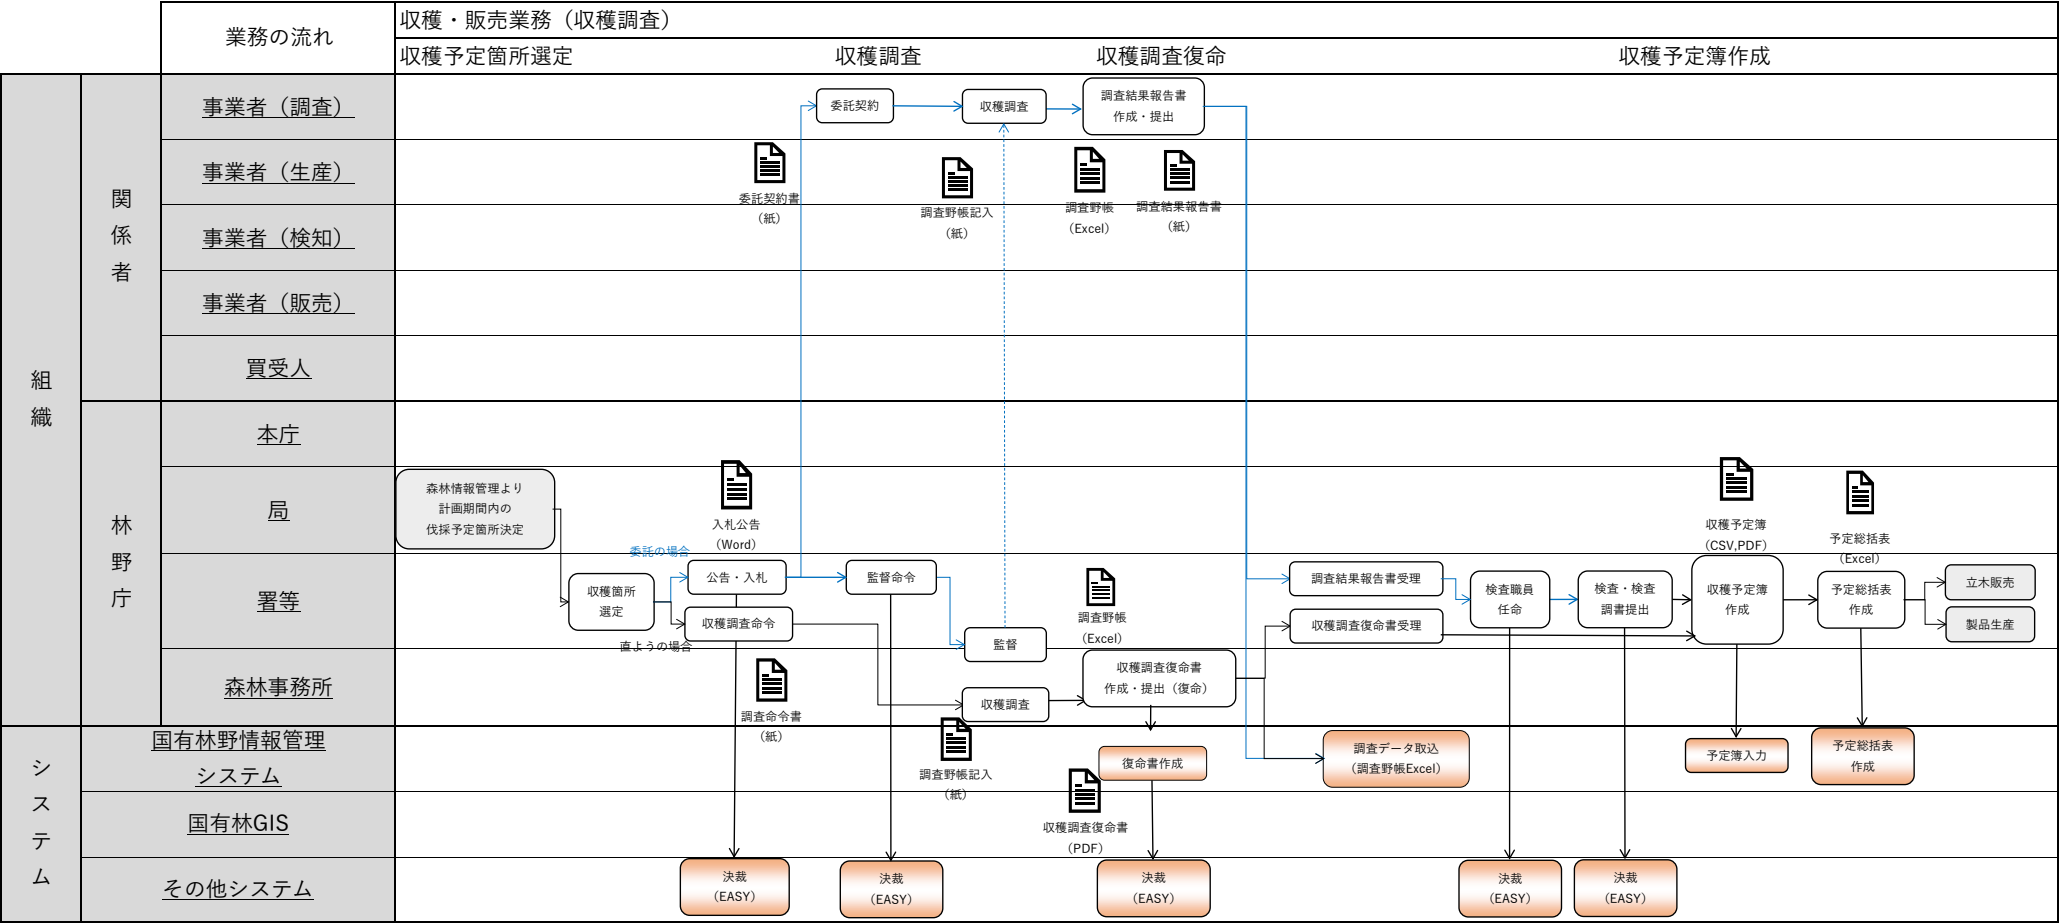 業務の流れ
収穫・販売業務（収穫調査）
収穫予定箇所選定
収穫調査
収穫調査復命
収穫予定簿作成
組
織
関
係
者
事業者（調査）
委託契約
収穫調査
調査結果報告書
作成・提出
事業者（生産）
委託契約書
（紙）
調査野帳記入
（紙）
調査野帳
（Excel）
調査結果報告書
（紙）
事業者（検知）
事業者（販売）
買受人
林
野
庁
本庁
局
森林情報管理より
計画期間内の
伐採予定箇所決定
入札公告
（Word）
収穫予定簿
（CSV,PDF）
予定総括表
（Excel）
署等
委託の場合
収穫箇所
選定
直ようの場合
公告・入札
収穫調査命令
監督命令
監督
調査野帳
（Excel）
調査結果報告書受理
収穫調査復命書受理
検査職員
任命
検査・検査
調書提出
収穫予定簿
作成
予定総括表
作成
立木販売
製品生産
森林事務所
調査命令書
（紙）
収穫調査
収穫調査復命書
作成・提出（復命）
シ
ス
テ
ム
国有林野情報管理
システム
調査野帳記入
（紙）
復命書作成
調査データ取込
（調査野帳Excel）
予定簿入力
予定総括表
作成
国有林GIS
収穫調査復命書
（PDF）
その他システム
決裁
（EASY）
決裁
（EASY）
決裁
（EASY）
決裁
（EASY）
決裁
（EASY）